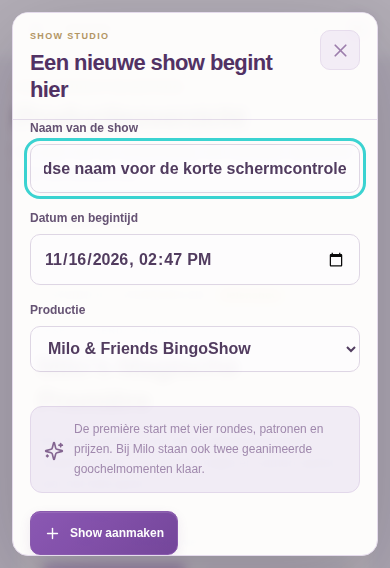 SHOW STUDIO
Een nieuwe show begint
hier
Naam van de show
dse naam voor de korte schermcontrole
Datum en begintijd
11/16/2026, 02:47 PM
Productie
Milo & Friends BingoShow
De première start met vier rondes, patronen en
prijzen. Bij Milo staan ook twee geanimeerde
goochelmomenten klaar.
Show aanmaken